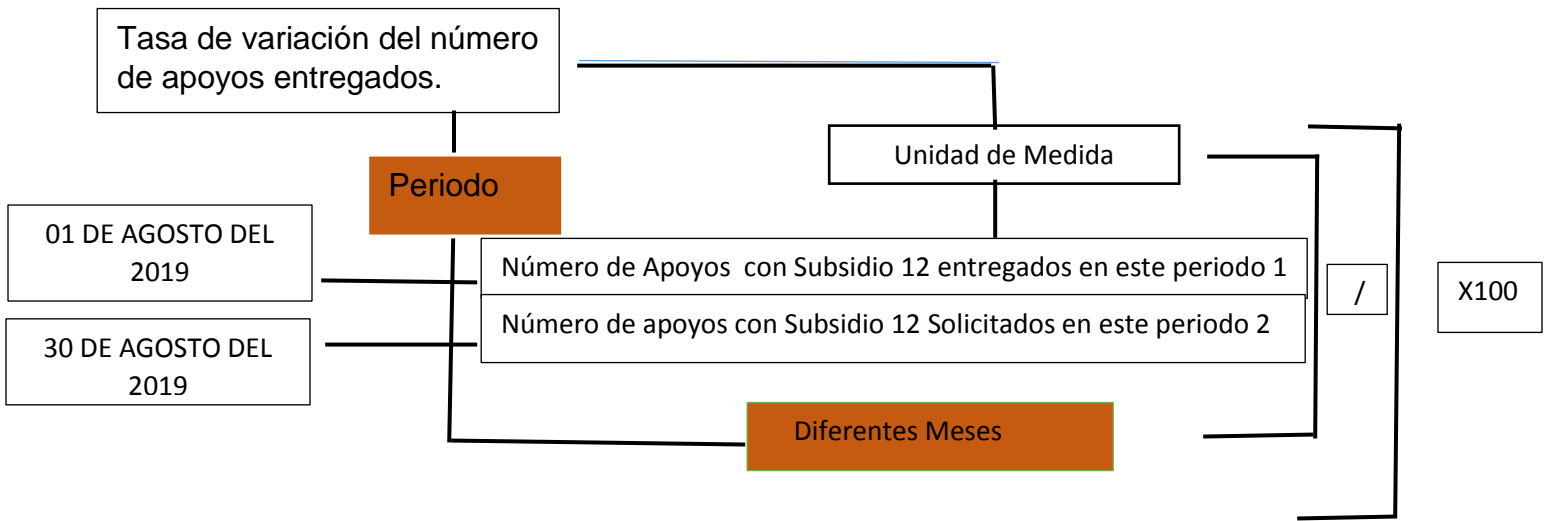 Tasa de variación del número
de apoyos entregados.
Unidad de Medida
Periodo
01 DE AGOSTO DEL
2019
Número de Apoyos  con Subsidio 12 entregados en este periodo 1
/
X100
Número de apoyos con Subsidio 12 Solicitados en este periodo 2
30 DE AGOSTO DEL
2019
Diferentes Meses